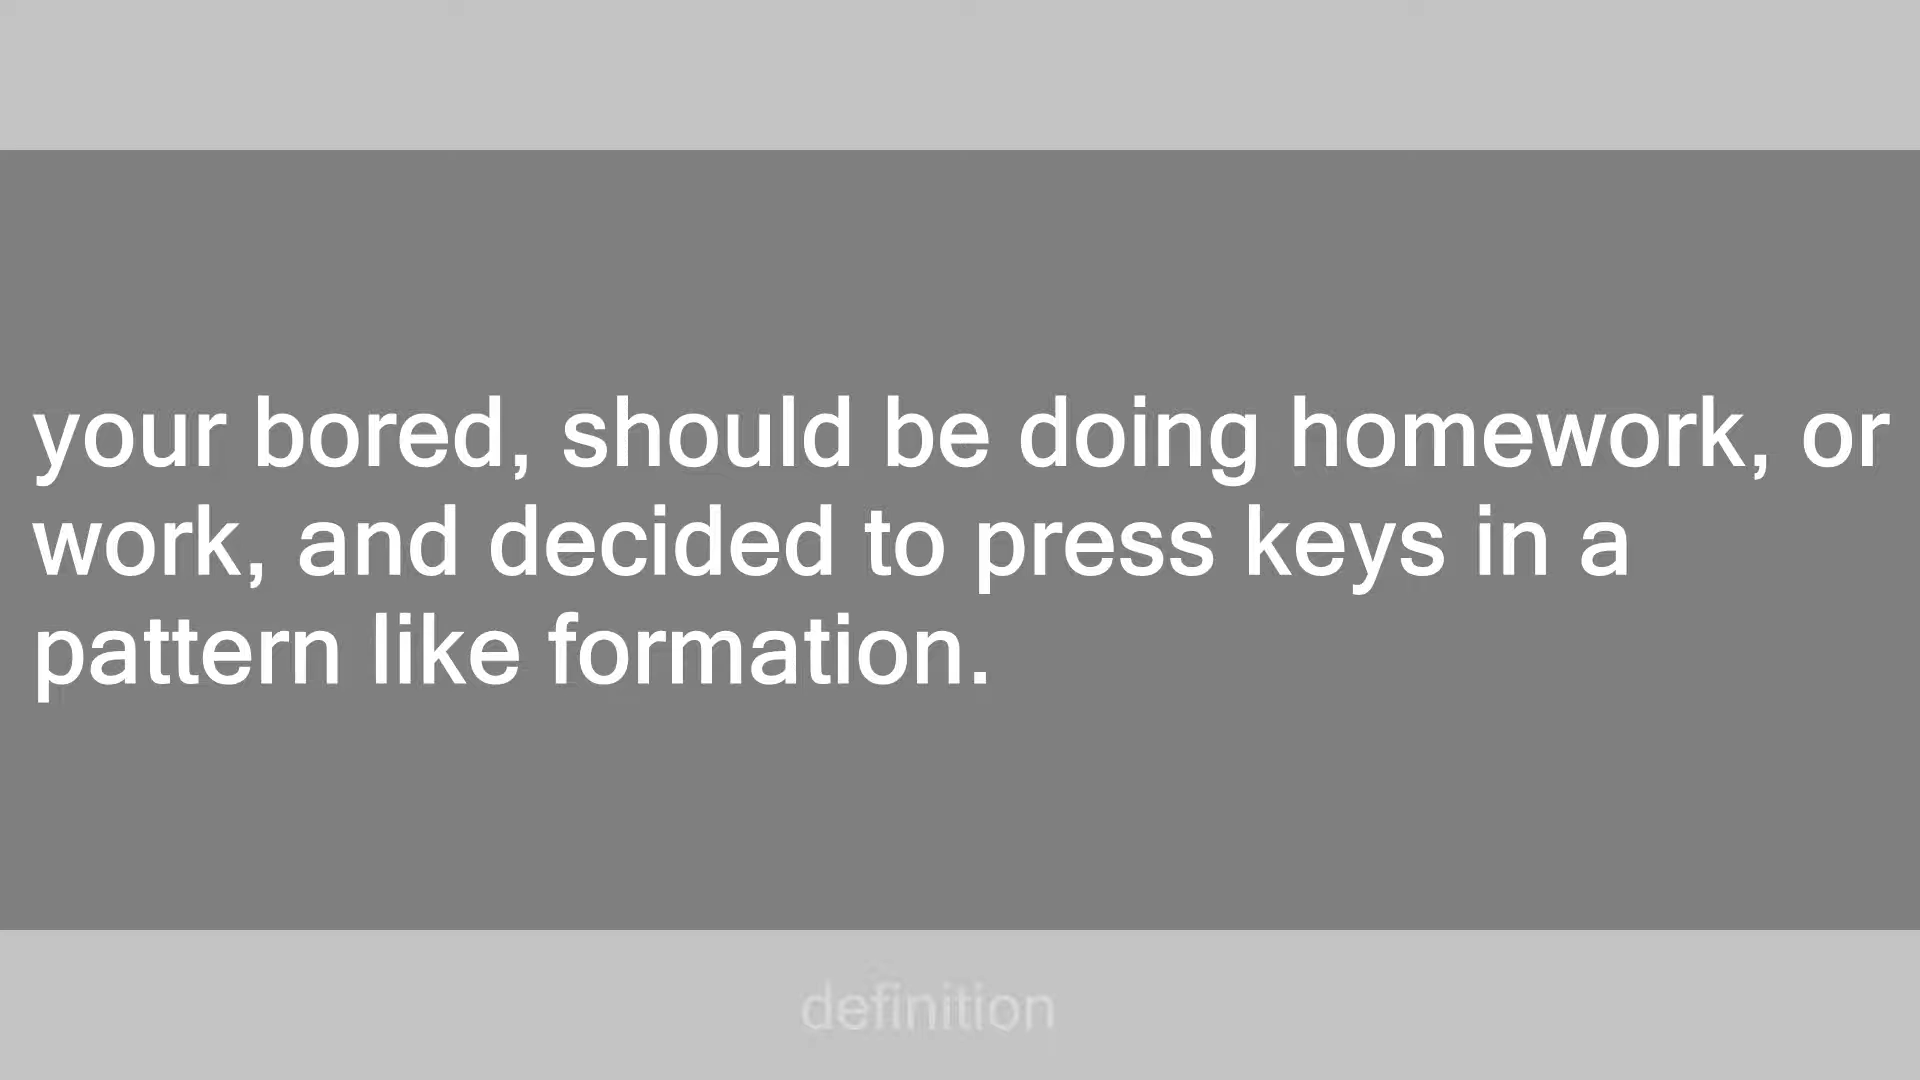 your bored, should be doing homework, or
work, and decided to press keys in a
pattern like formation.
definition